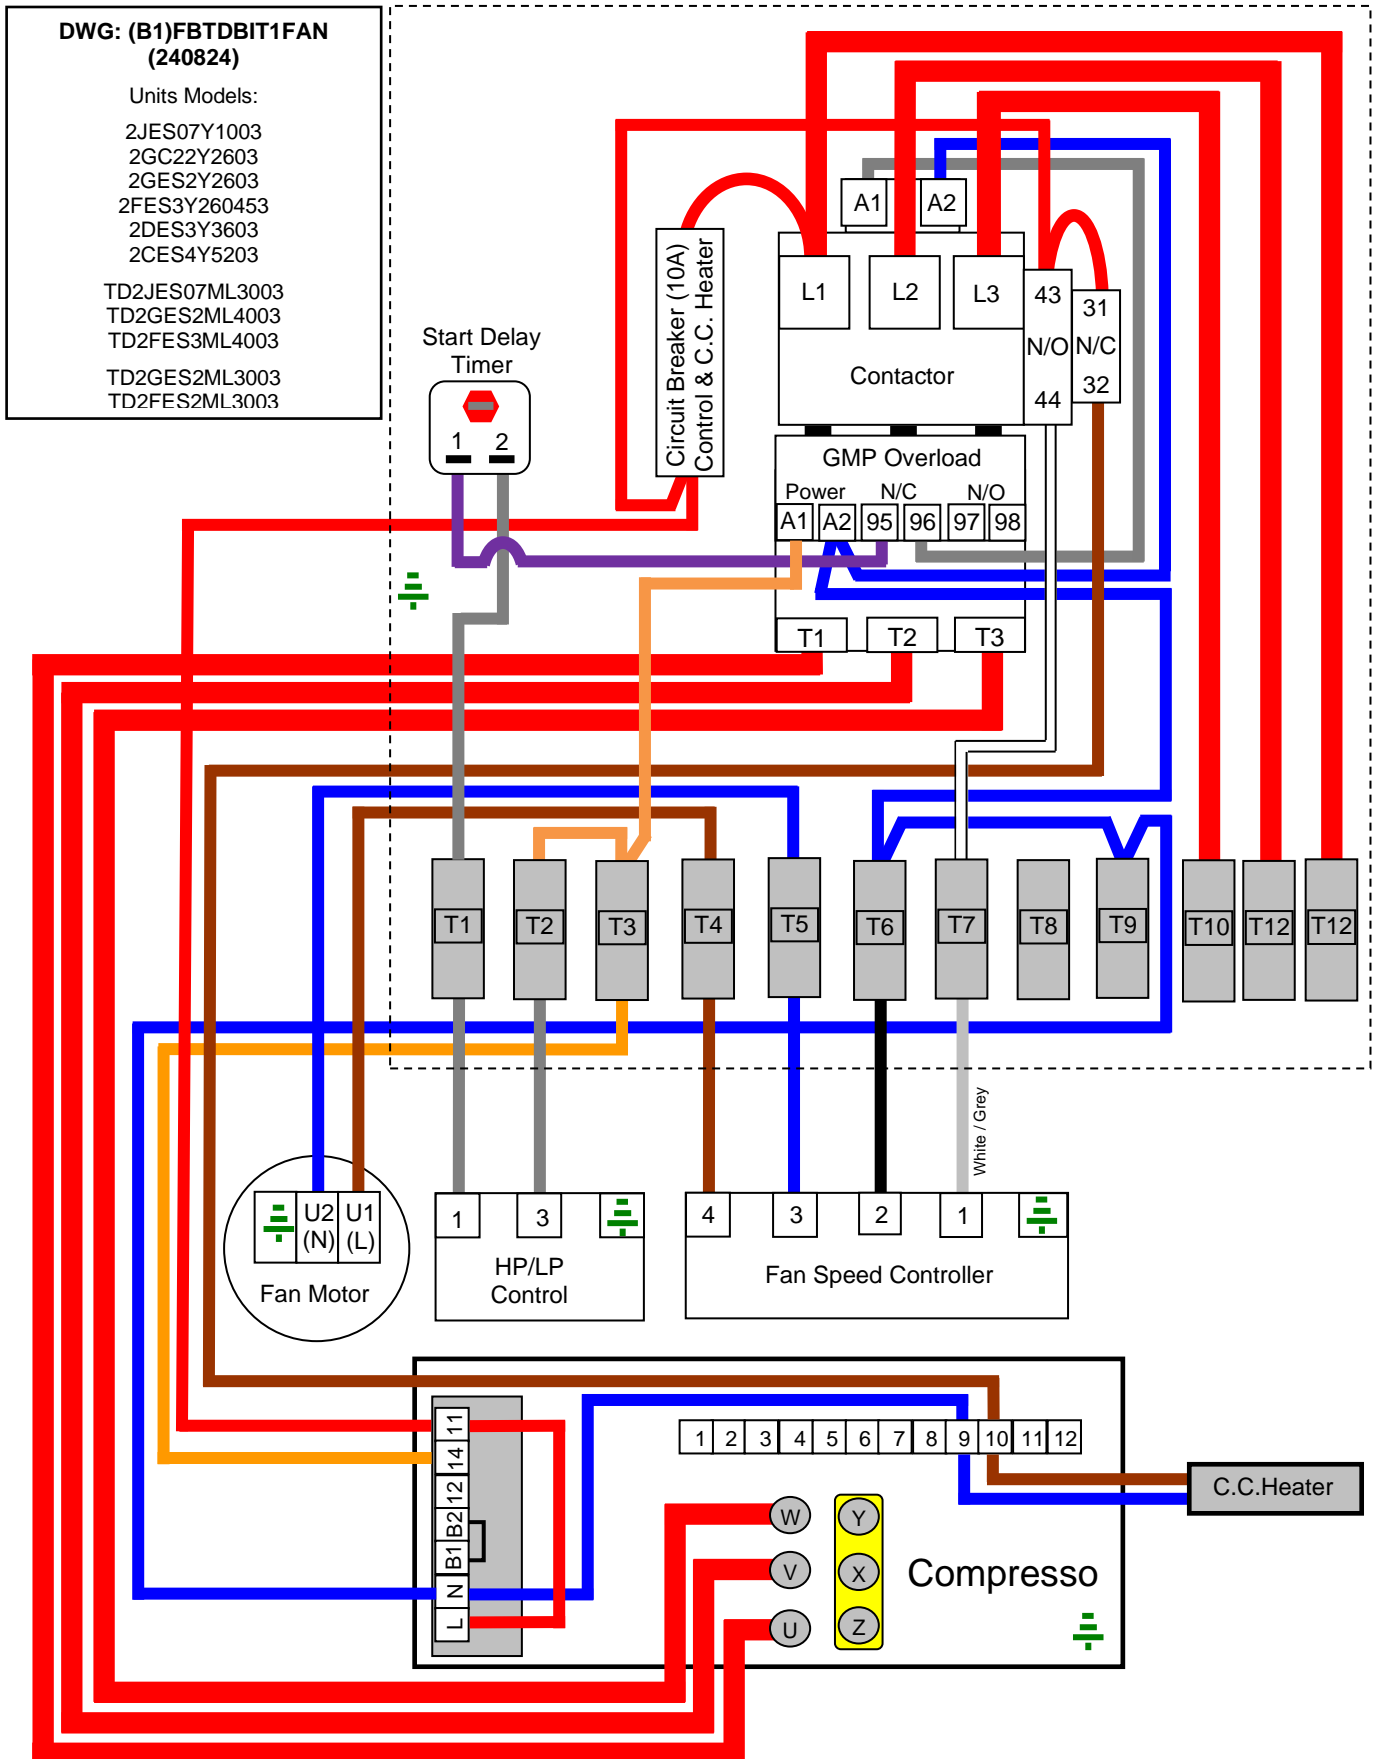 DWG: (B1)FBTDBIT1FAN
(240824)
Units Models:
2JES07Y1003
2GC22Y2603
2GES2Y2603
2FES3Y260453
2DES3Y3603
2CES4Y5203
TD2JES07ML3003
TD2GES2ML4003
TD2FES3ML4003
TD2GES2ML3003
TD2FES2ML3003
Start Delay
Timer
1 2
Circuit Breaker (10A)
Control & C.C. Heater
A1 A2
L1 L2 L3
43
N/O
44
31
N/C
32
Contactor
GMP Overload
Power N/C N/O
A1 A2 95 96 97 98
T1 T2 T3
T1 T2 T3 T4 T5 T6 T7 T8 T9 T10 T12 T12
White / Grey
U2
(N)
U1
(L)
Fan Motor
1 3
HP/LP
Control
4 3 2 1
Fan Speed Controller
11
14
12
B2
B1
N
L
1 2 3 4 5 6 7 8 9 10 11 12
C.C.Heater
W Y
V X
U Z
Compresso